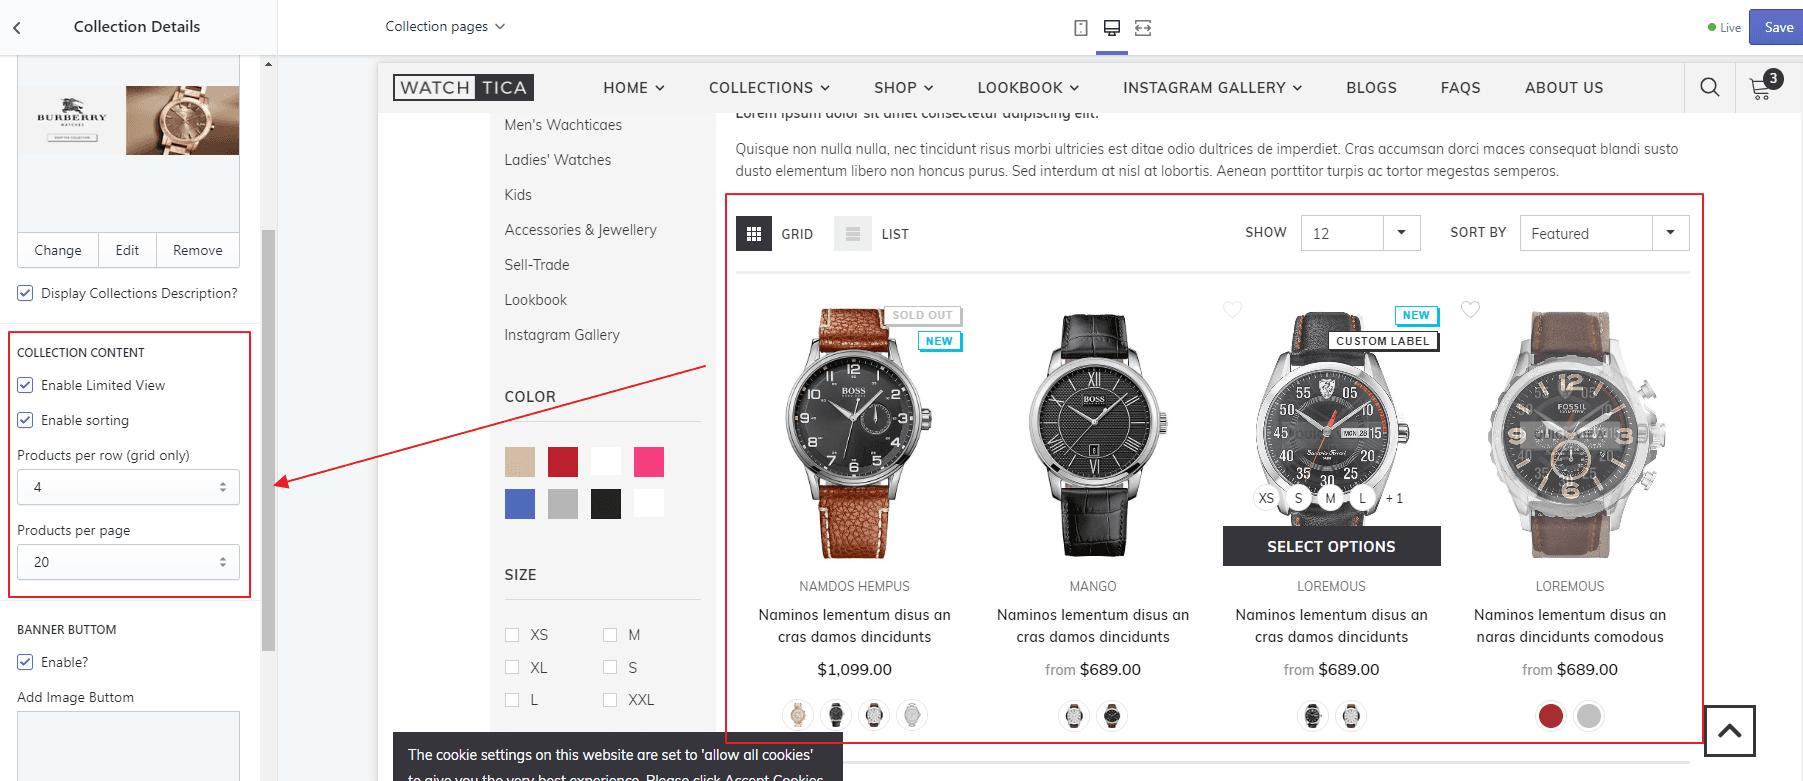 Collection Details
Collection pages
Live
Save
BURBERRY
WATCHES
Change
Edit
Remove
Display Collections Description?
COLLECTION CONTENT
Enable Limited View
Enable sorting
Products per row (grid only)
4
Products per page
20
BANNER BUTTOM
Enable?
Add Image Buttom
WATCH TICA
HOME
COLLECTIONS
SHOP
LOOKBOOK
INSTAGRAM GALLERY
BLOGS
FAQS
ABOUT US
3
Men's Wachticaes
Ladies' Watches
Kids
Accessories & Jewellery
Sell-Trade
Lookbook
Instagram Gallery
COLOR
SIZE
XS
M
XL
S
L
XXL
Lorem ipsum dolor sit amet consectetur adipiscing elit.
Quisque non nulla nulla, nec tincidunt risus morbi ultricies est ditae odio dultrices de imperdiet. Cras accumsan dorci maces consequat blandi susto
dusto elementum libero non honcus purus. Sed interdum at nisl at lobortis. Aenean porttitor turpis ac tortor megestas semperos.
GRID
LIST
SHOW
12
SORT BY
Featured
SOLD OUT
NEW
BOSS
NAMDOS HEMPUS
Naminos lementum disus an
cras damos dincidunts
$1,099.00
BOSS
MANGO
Naminos lementum disus an
cras damos dincidunts
from $689.00
NEW
CUSTOM LABEL
XS
S
M
L
+ 1
SELECT OPTIONS
LOREMOUS
Naminos lementum disus an
cras damos dincidunts
from $689.00
FOSSIL
LOREMOUS
Naminos lementum disus an
naras dincidunts comodous
from $689.00
The cookie settings on this website are set to 'allow all cookies'
to give you the very best experience. Please click Accept Cookies